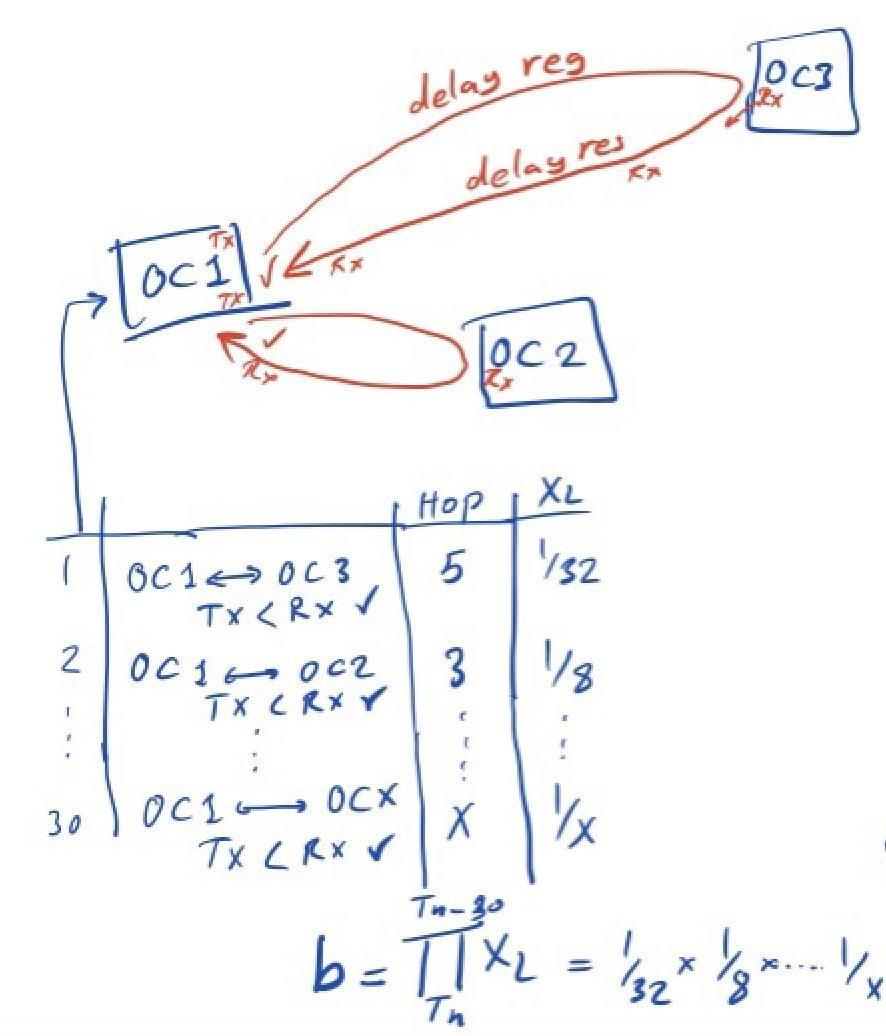 delay req
OC3
Rx
delay res
Rx
Tx
OC1
Rx
Tx
OC2
Rx
Rx
Hop XL
1 OC1 ↔ OC3 5 1/32
Tx < Rx ✓
2 OC1 ↔ OC2 3 1/8
Tx < Rx ✓
⋮ ⋮ ⋮ ⋮
30 OC1 ↔ OCX X 1/X
Tx < Rx ✓
Tn-30
b = ∏ XL = 1/32 × 1/8 × .... 1/x
Tn